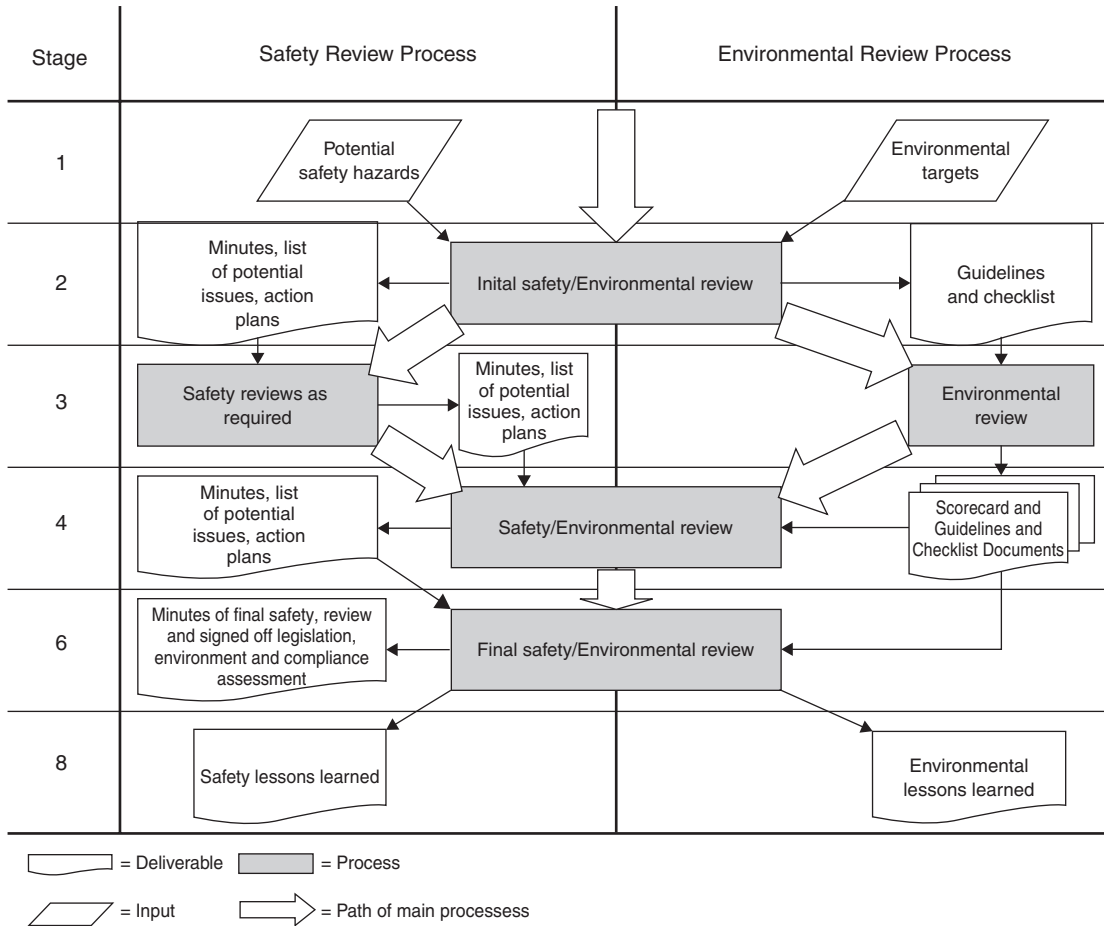 Stage
Safety Review Process
Environmental Review Process
1
Potential
safety hazards
Environmental
targets
2
Minutes, list
of potential
issues, action
plans
Inital safety/Environmental review
Guidelines
and checklist
3
Safety reviews as
required
Minutes, list
of potential
issues, action
plans
Environmental
review
4
Minutes, list
of potential
issues, action
plans
Safety/Environmental review
Scorecard and
Guidelines and
Checklist Documents
6
Minutes of final safety, review
and signed off legislation,
environment and compliance
assessment
Final safety/Environmental review
8
Safety lessons learned
Environmental
lessons learned
= Deliverable
= Process
= Input
= Path of main processess